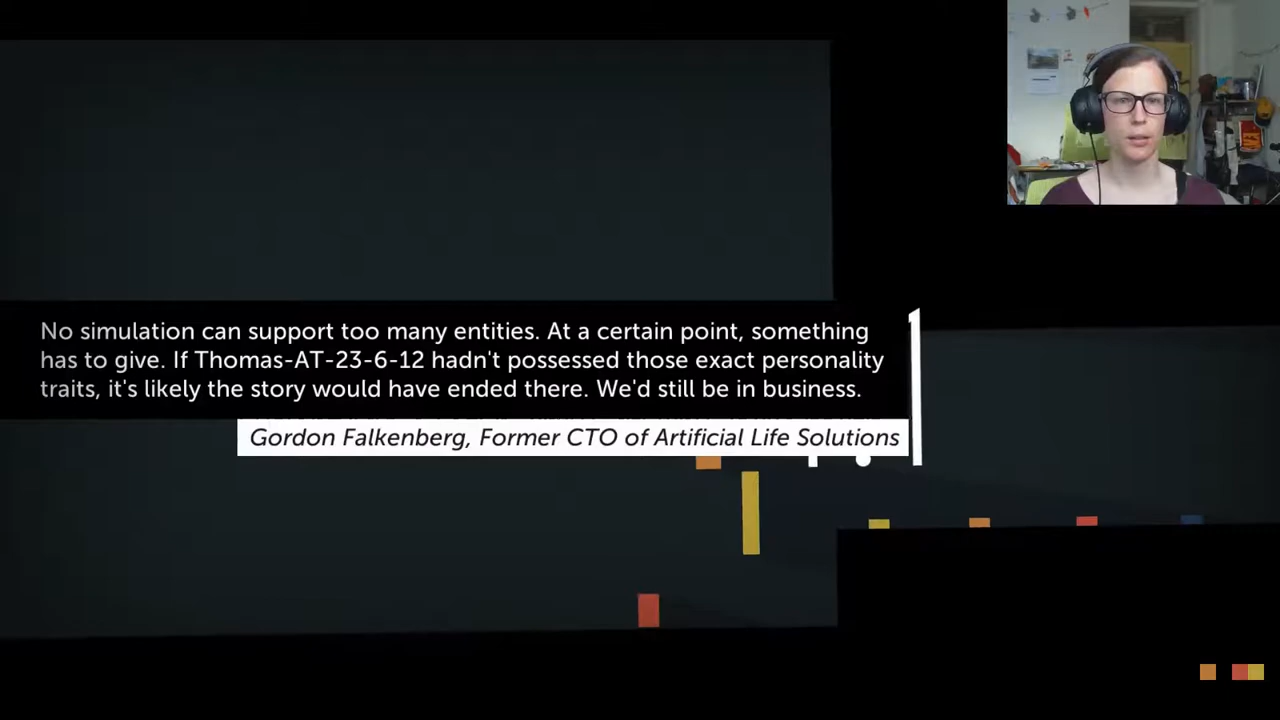 No simulation can support too many entities. At a certain point, something
has to give. If Thomas-AT-23-6-12 hadn't possessed those exact personality
traits, it's likely the story would have ended there. We'd still be in business.
Gordon Falkenberg, Former CTO of Artificial Life Solutions